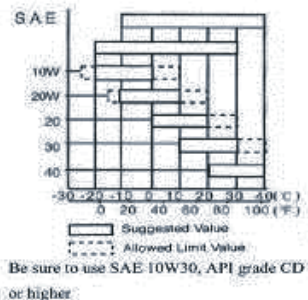 SAE
10W
20W
20
30
40
-30 -20 -10 0 10 20 30 40(°C)
0 20 40 60 80 100 (°F)
Suggested Value
Allowed Limit Value
Be sure to use SAE 10W30, API grade CD
or higher